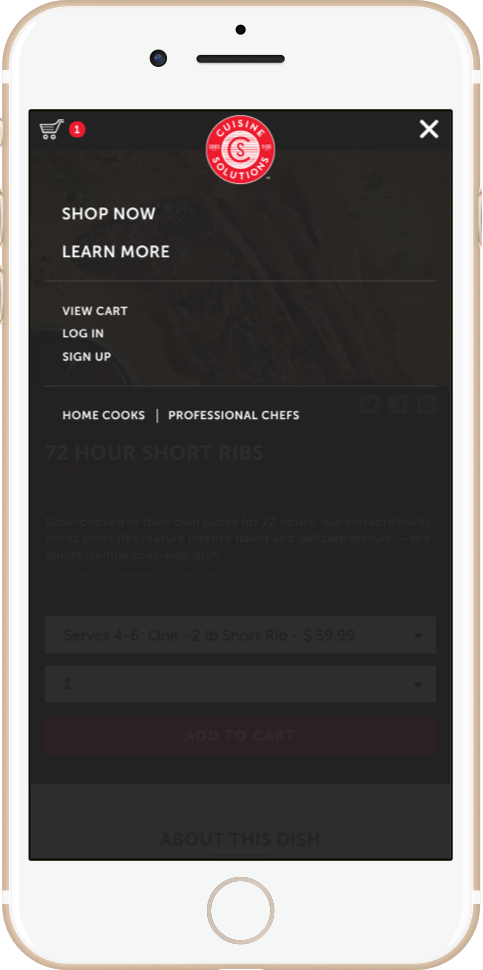 1
CUISINE
SOLUTIONS
SHOP NOW
LEARN MORE
VIEW CART
LOG IN
SIGN UP
HOME COOKS | PROFESSIONAL CHEFS
72 HOUR SHORT RIBS
Slow-cooked in their own juices for 72 hours, our extraordinarily
moist short ribs feature intense flavor and delicate texture — the
quintessential sous-vide dish.
Serves 4-6: One ~2 lb Short Rib - $ 59.99
1
ADD TO CART
ABOUT THIS DISH